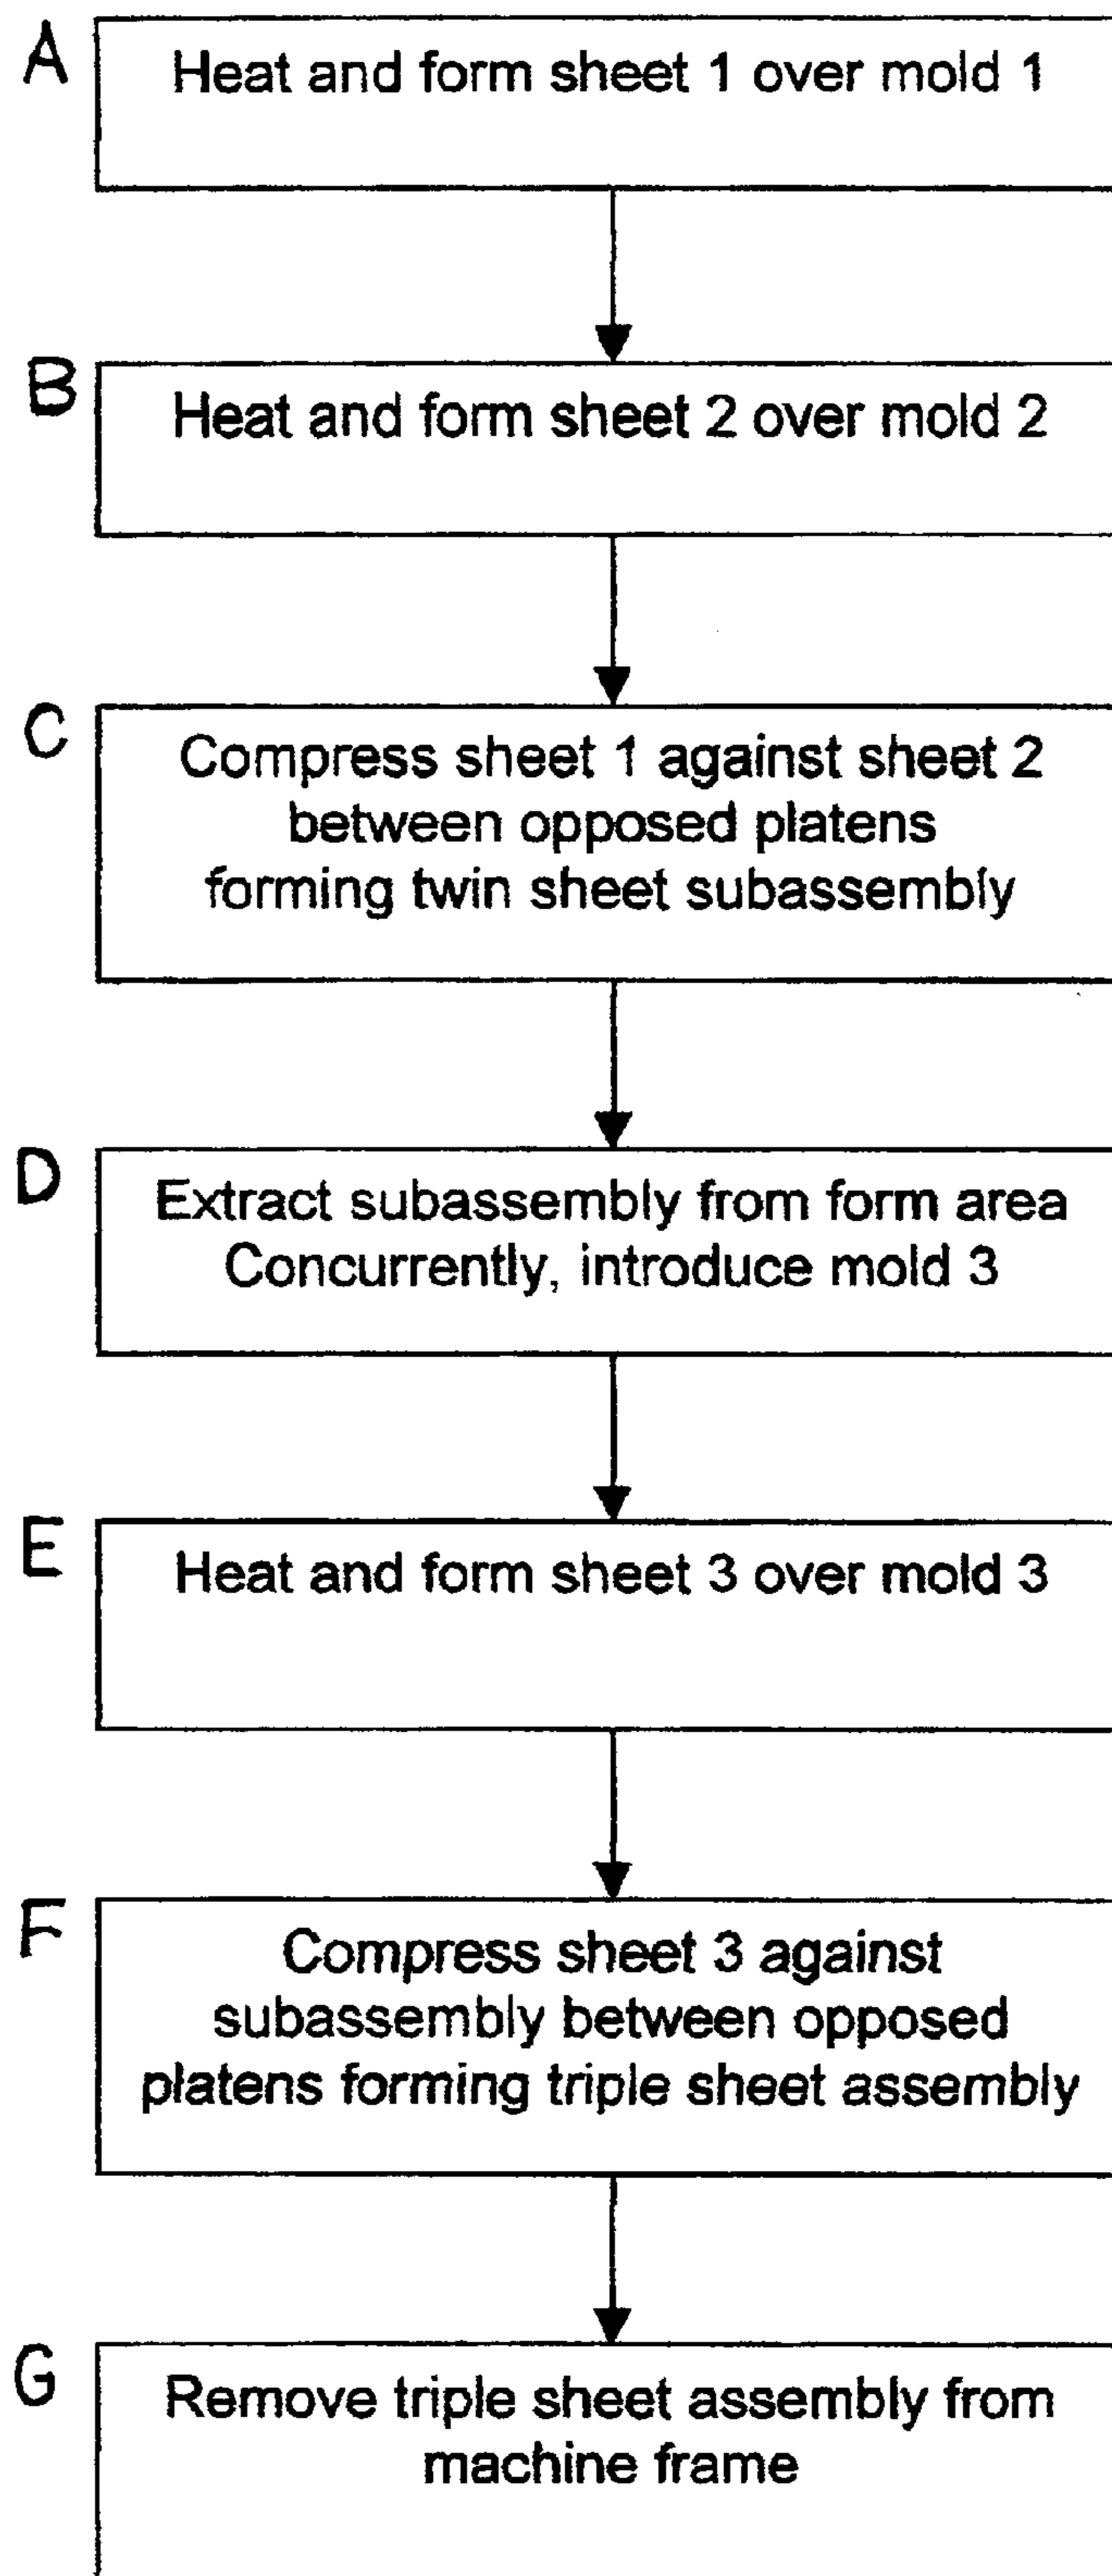 A
Heat and form sheet 1 over mold 1
B
Heat and form sheet 2 over mold 2
C
Compress sheet 1 against sheet 2
between opposed platens
forming twin sheet subassembly
D
Extract subassembly from form area
Concurrently, introduce mold 3
E
Heat and form sheet 3 over mold 3
F
Compress sheet 3 against
subassembly between opposed
platens forming triple sheet assembly
G
Remove triple sheet assembly from
machine frame